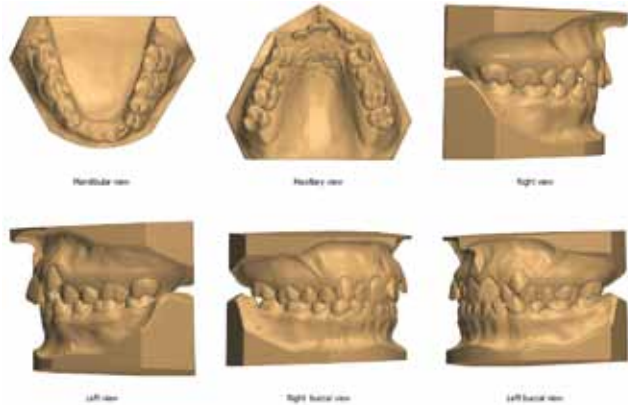 Mandibular view
Maxillary view
Right view
Left view
Right buccal view
Left buccal view